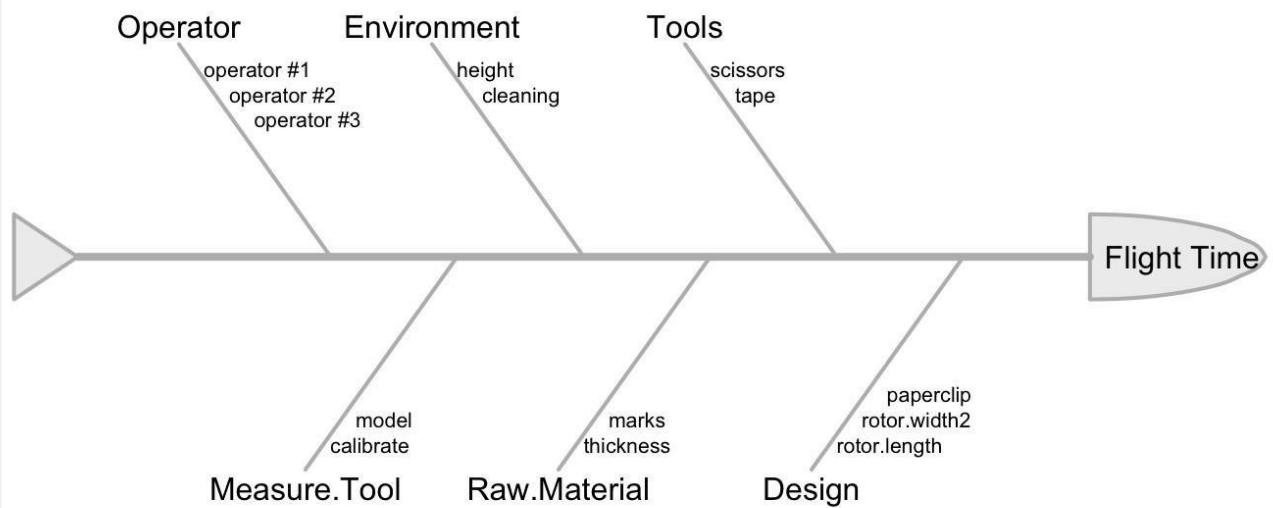 Operator
operator #1
operator #2
operator #3
Environment
height
cleaning
Tools
scissors
tape
Flight Time
model
calibrate
Measure.Tool
marks
thickness
Raw.Material
paperclip
rotor.width2
rotor.length
Design